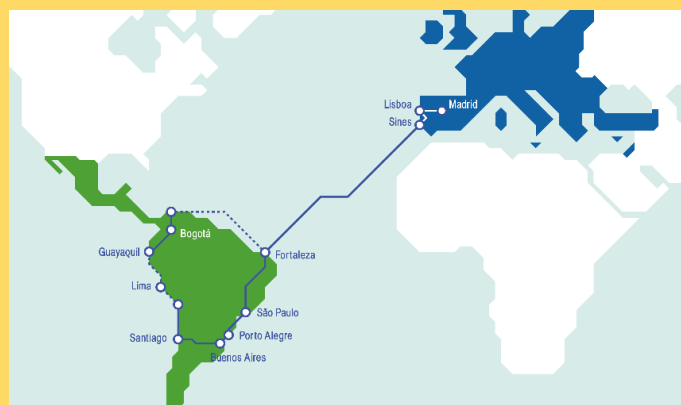 Lisboa
Madrid
Sines
Bogotá
Guayaquil
Fortaleza
Lima
São Paulo
Santiago
Porto Alegre
Buenos Aires